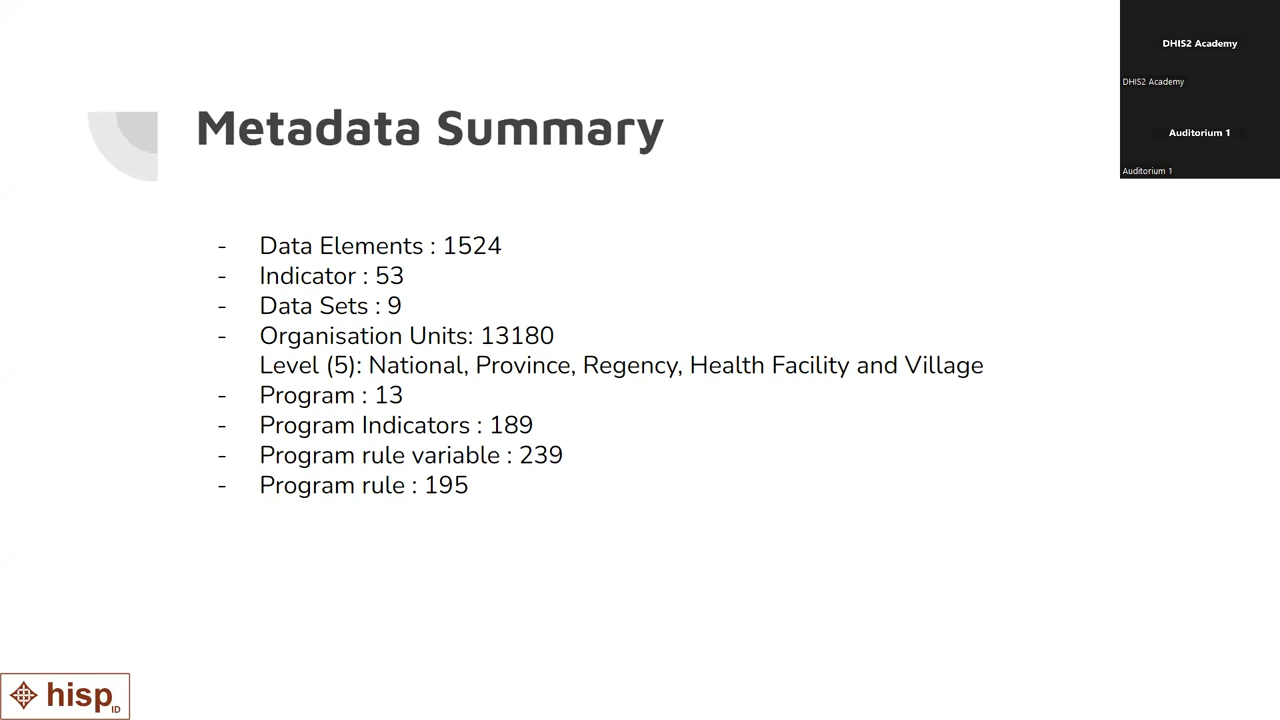 DHIS2 Academy
DHIS2 Academy
Auditorium 1
Auditorium 1
Metadata Summary
- Data Elements : 1524
- Indicator : 53
- Data Sets : 9
- Organisation Units: 13180
Level (5): National, Province, Regency, Health Facility and Village
- Program : 13
- Program Indicators : 189
- Program rule variable : 239
- Program rule : 195
hisp ID